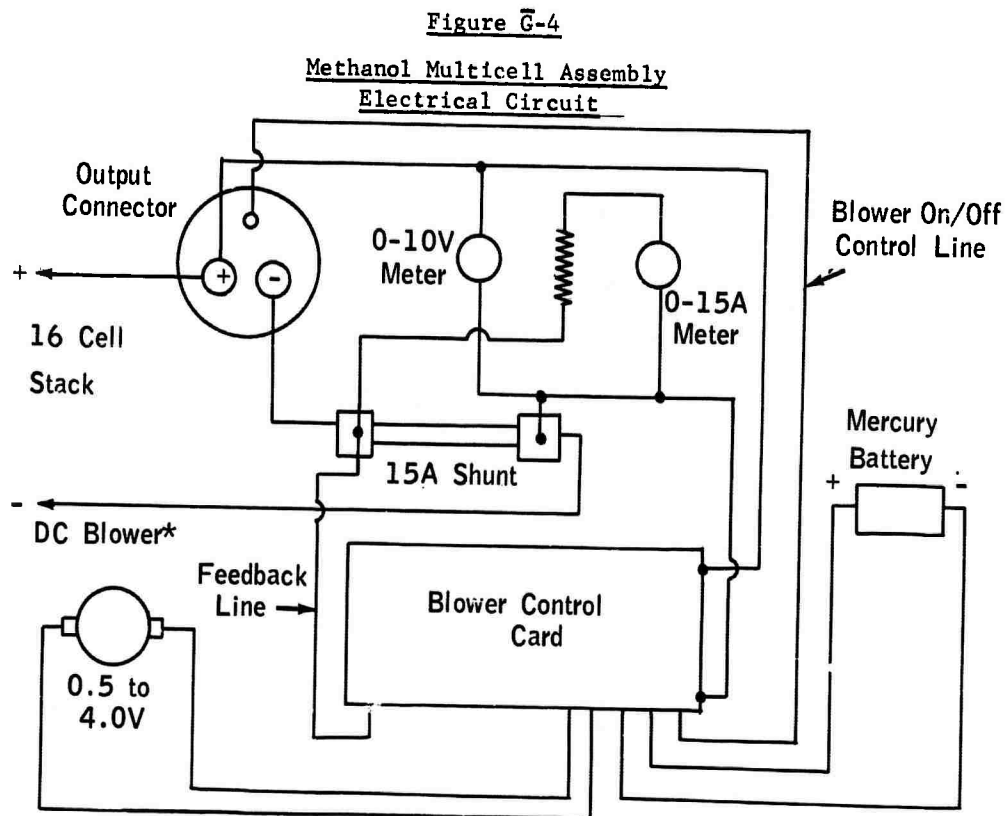 Figure G̅-4
Methanol Multicell Assembly
Electrical Circuit
Output
Connector
0-10V
Meter
Blower On/Off
Control Line
+
+
-
0-15A
Meter
16 Cell
Stack
Mercury
Battery
+
-
15A Shunt
-
DC Blower*
Feedback
Line
Blower Control
Card
0.5 to
4.0V